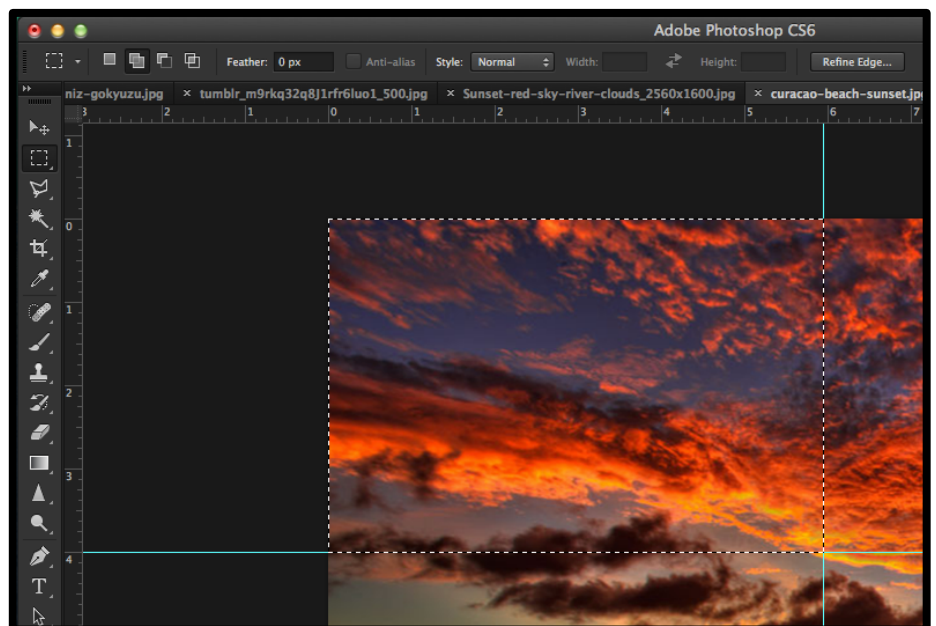 Adobe Photoshop CS6
Feather: 0 px Anti-alias Style: Normal Width: Height: Refine Edge...
niz-gokyuzu.jpg × tumblr_m9rkq32q8J1rfr6luo1_500.jpg × Sunset-red-sky-river-clouds_2560x1600.jpg × curacao-beach-sunset.jpg
3 2 1 0 1 2 3 4 5 6 7
1
0
1
2
3
4
T